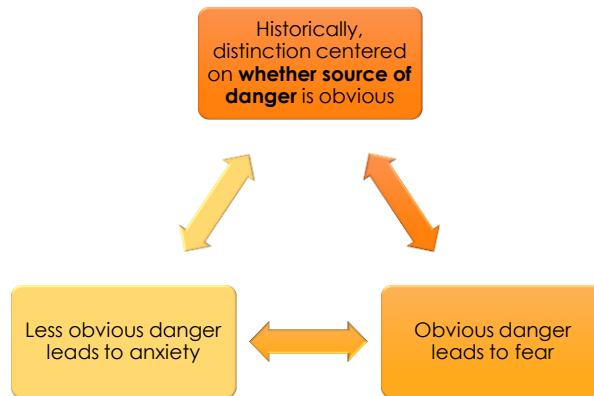 Historically,
distinction centered
on whether source of
danger is obvious
Less obvious danger
leads to anxiety
Obvious danger
leads to fear